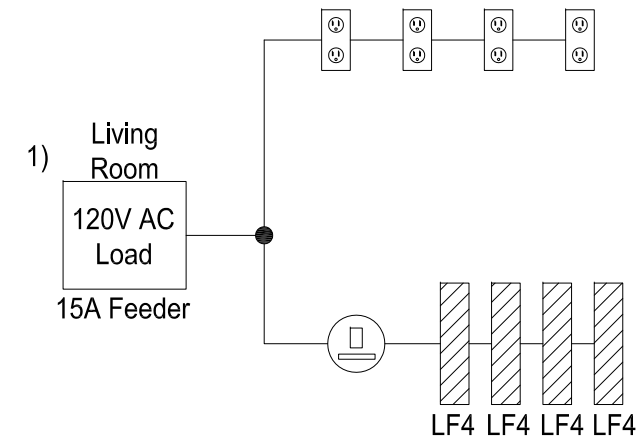 1)
Living
Room
120V AC
Load
15A Feeder
LF4 LF4 LF4 LF4